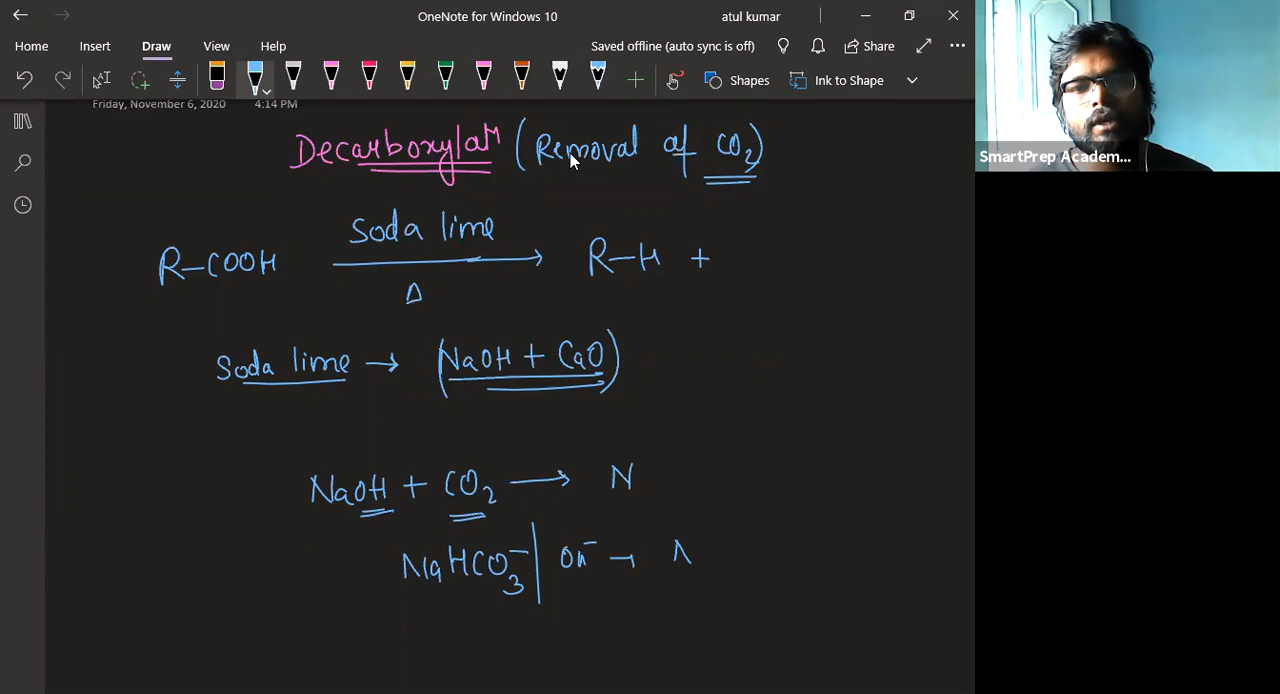 OneNote for Windows 10
atul kumar
Home Insert Draw View Help
Saved offline (auto sync is off)
Share
Shapes
Ink to Shape
Friday, November 6, 2020 4:14 PM
SmartPrep Academ...
Decarboxylatⁿ (Removal of CO₂)
R-COOH soda lime → Δ R-H +
Soda lime → (NaOH + CaO)
NaOH + CO₂ → N
NaHCO₃⁻ | OH⁻ →